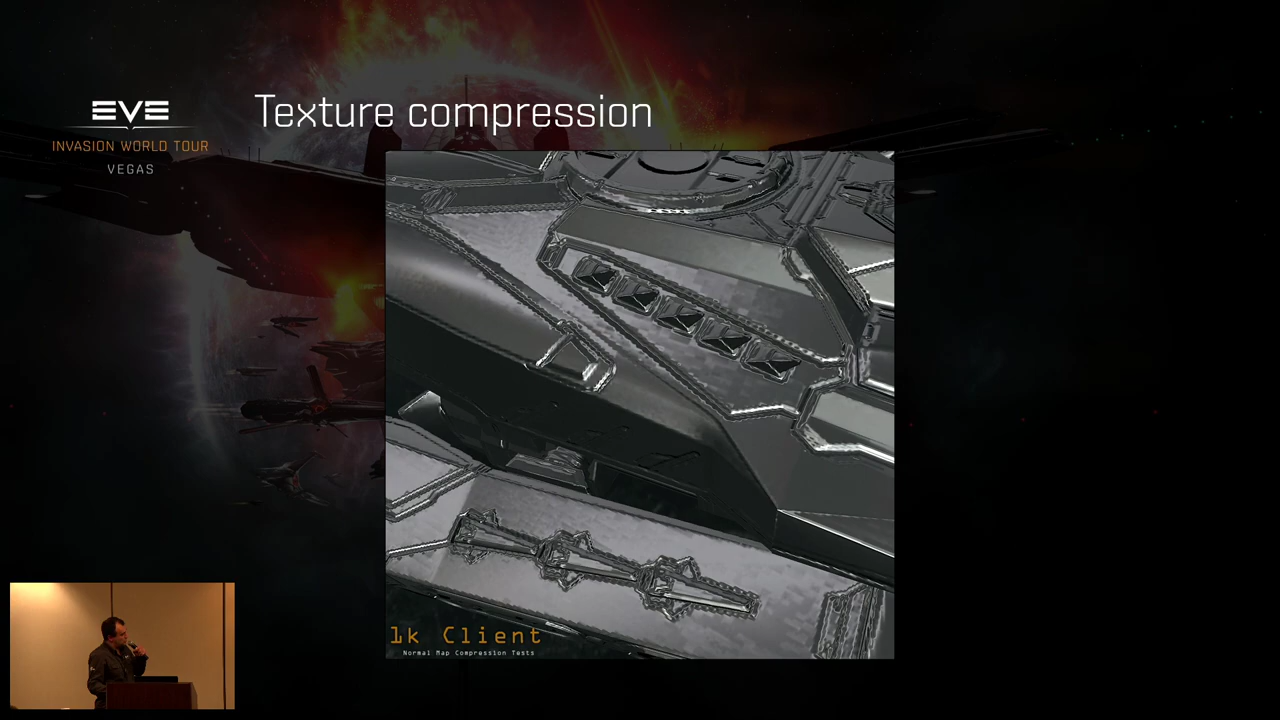 EVE
INVASION WORLD TOUR
VEGAS
Texture compression
1k Client
Normal Map Compression Tests